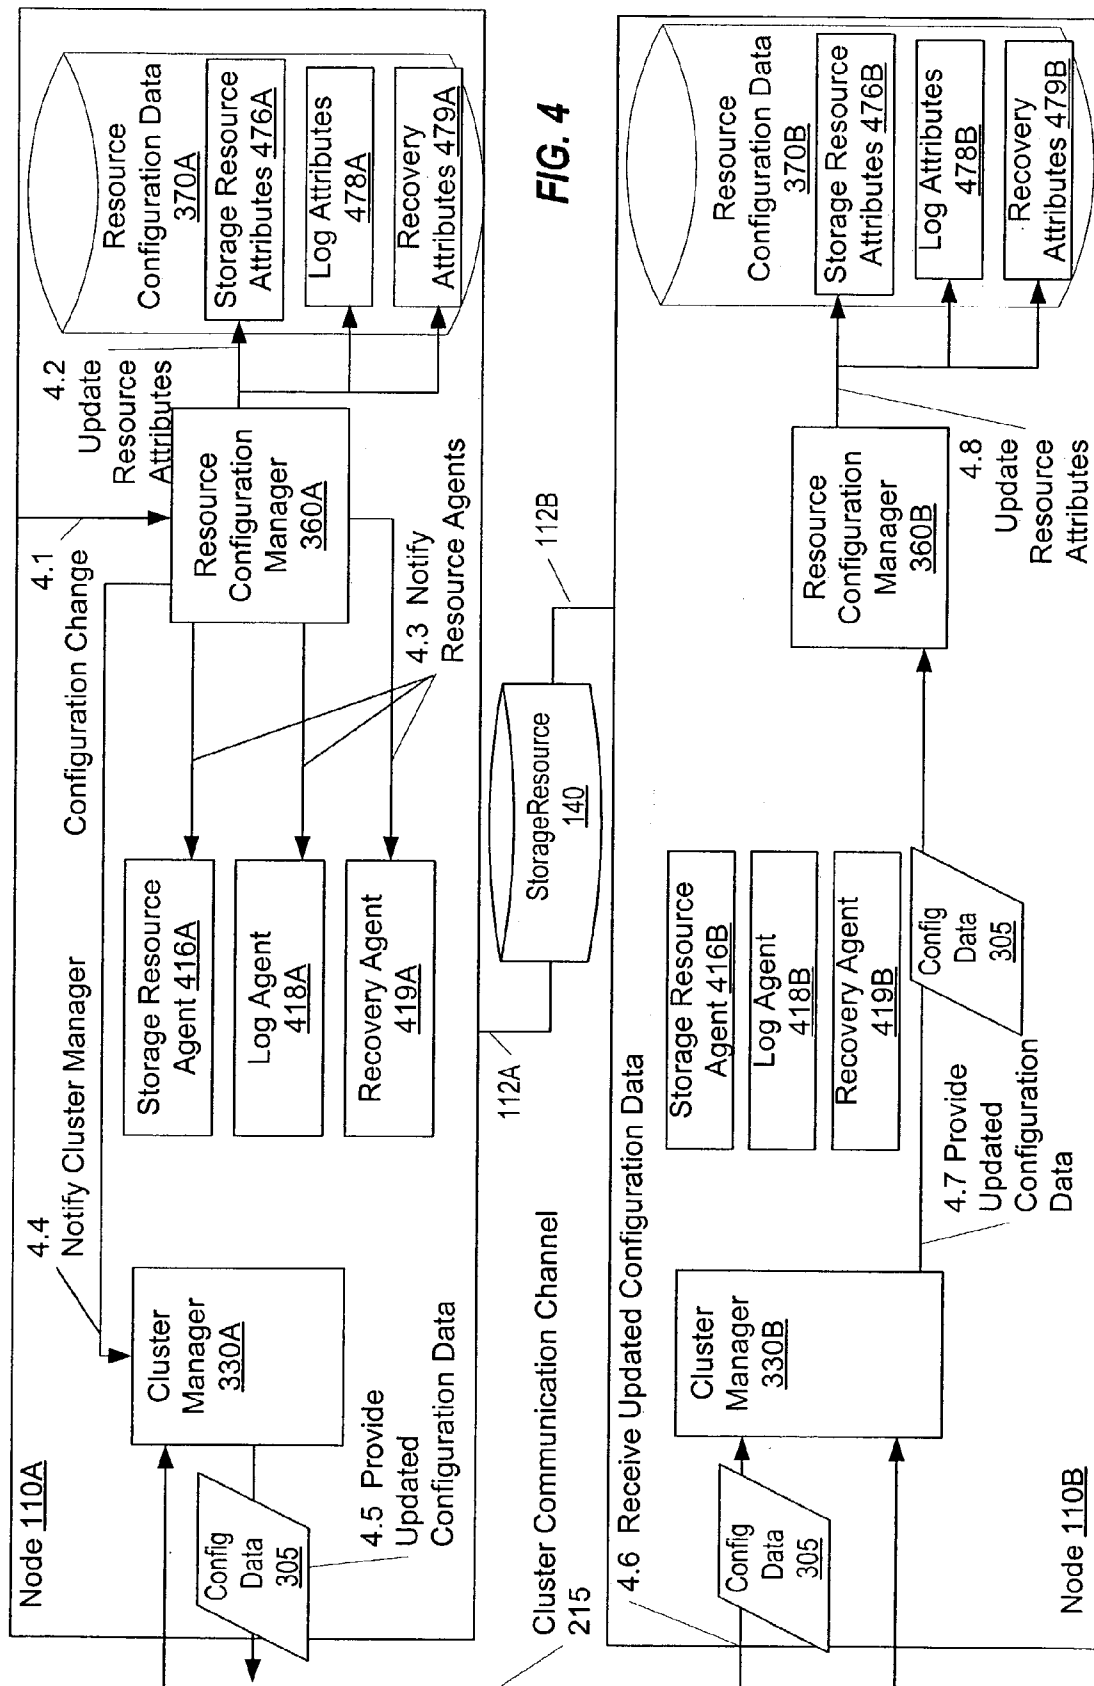 Node 110A
4.4
Notify Cluster Manager
Configuration Change
4.1
4.2
Update
Resource
Attributes
Resource
Configuration Data
370A
Storage Resource
Attributes 476A
Log Attributes
478A
Recovery
Attributes 479A
Resource
Configuration
Manager
360A
4.3 Notify
Resource Agents
Storage Resource
Agent 416A
Log Agent
418A
Recovery Agent
419A
Cluster
Manager
330A
Config
Data
305
4.5 Provide
Updated
Configuration Data
Cluster Communication Channel
215
112A
StorageResource
140
112B
FIG. 4
4.6 Receive Updated Configuration Data
Config
Data
305
Cluster
Manager
330B
Storage Resource
Agent 416B
Log Agent
418B
Recovery Agent
419B
Config
Data
305
4.7 Provide
Updated
Configuration
Data
Resource
Configuration
Manager
360B
4.8
Update
Resource
Attributes
Resource
Configuration Data
370B
Storage Resource
Attributes 476B
Log Attributes
478B
Recovery
Attributes 479B
Node 110B